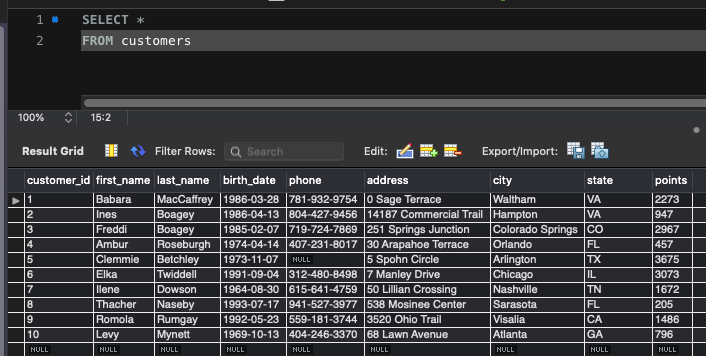 1 SELECT *
2 FROM customers
100% 15:2
Result Grid Filter Rows: Search Edit: Export/Import:
customer_id first_name last_name birth_date phone address city state points
1 Babara MacCaffrey 1986-03-28 781-932-9754 0 Sage Terrace Waltham VA 2273
2 Ines Boagey 1986-04-13 804-427-9456 14187 Commercial Trail Hampton VA 947
3 Freddi Boagey 1985-02-07 719-724-7869 251 Springs Junction Colorado Springs CO 2967
4 Ambur Roseburgh 1974-04-14 407-231-8017 30 Arapahoe Terrace Orlando FL 457
5 Clemmie Betchley 1973-11-07 NULL 5 Spohn Circle Arlington TX 3675
6 Elka Twiddell 1991-09-04 312-480-8498 7 Manley Drive Chicago IL 3073
7 Ilene Dowson 1964-08-30 615-641-4759 50 Lillian Crossing Nashville TN 1672
8 Thacher Naseby 1993-07-17 941-527-3977 538 Mosinee Center Sarasota FL 205
9 Romola Rumgay 1992-05-23 559-181-3744 3520 Ohio Trail Visalia CA 1486
10 Levy Mynett 1969-10-13 404-246-3370 68 Lawn Avenue Atlanta GA 796
NULL NULL NULL NULL NULL NULL NULL NULL NULL